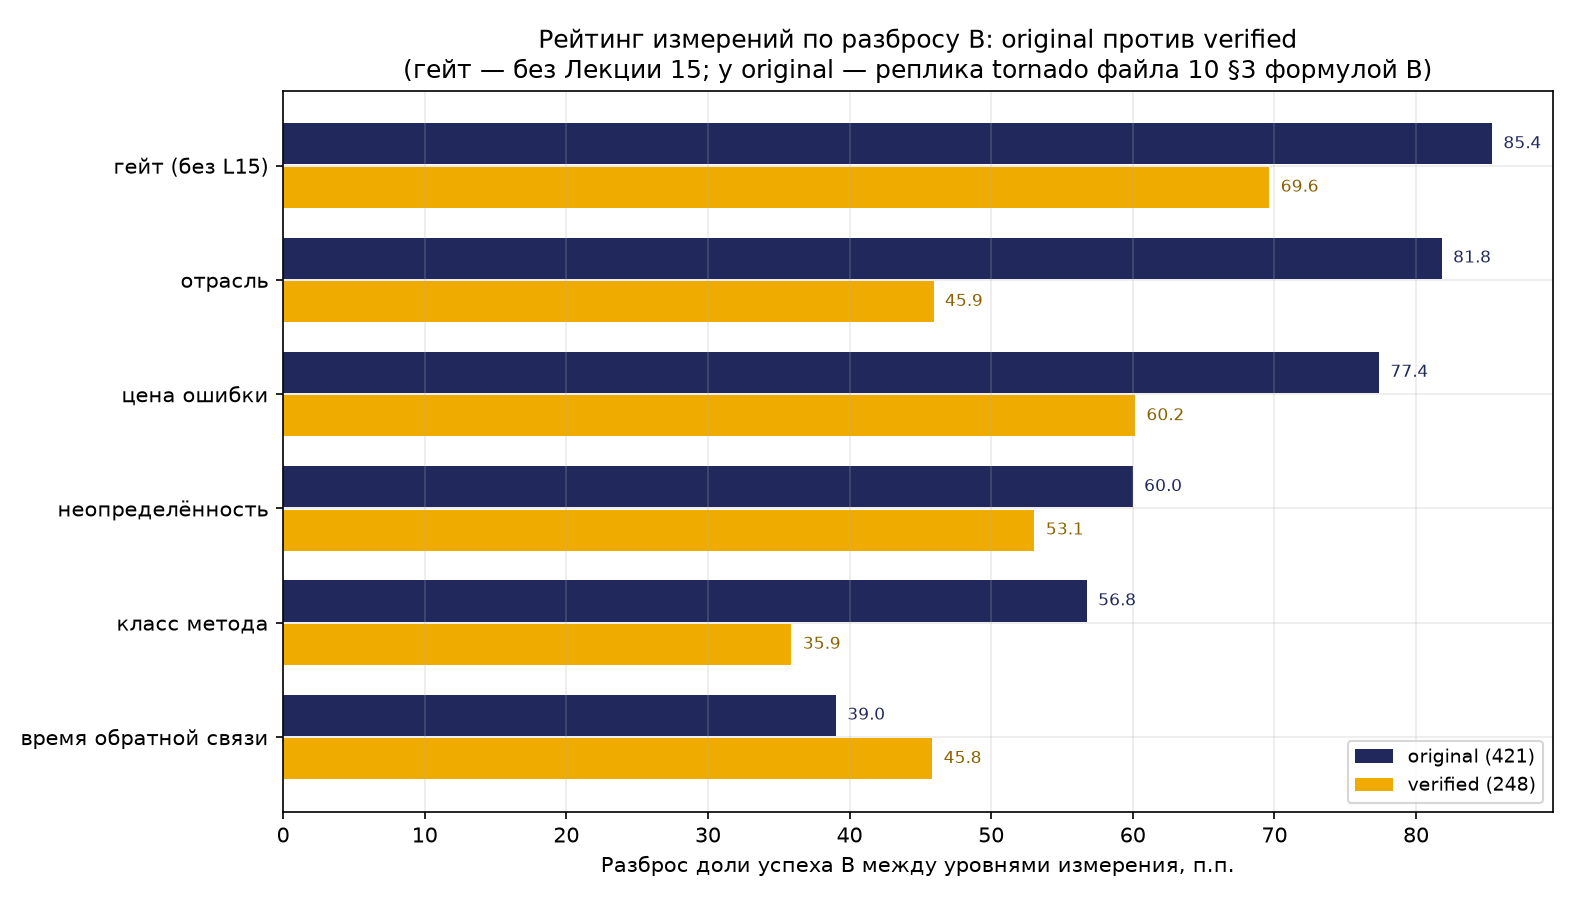 Рейтинг измерений по разбросу B: original против verified
(гейт — без Лекции 15; у original — реплика tornado файла 10 §3 формулой B)
гейт (без L15)
85.4
69.6
отрасль
81.8
45.9
цена ошибки
77.4
60.2
неопределённость
60.0
53.1
класс метода
56.8
35.9
время обратной связи
39.0
45.8
original (421)
verified (248)
0 10 20 30 40 50 60 70 80
Разброс доли успеха B между уровнями измерения, п.п.